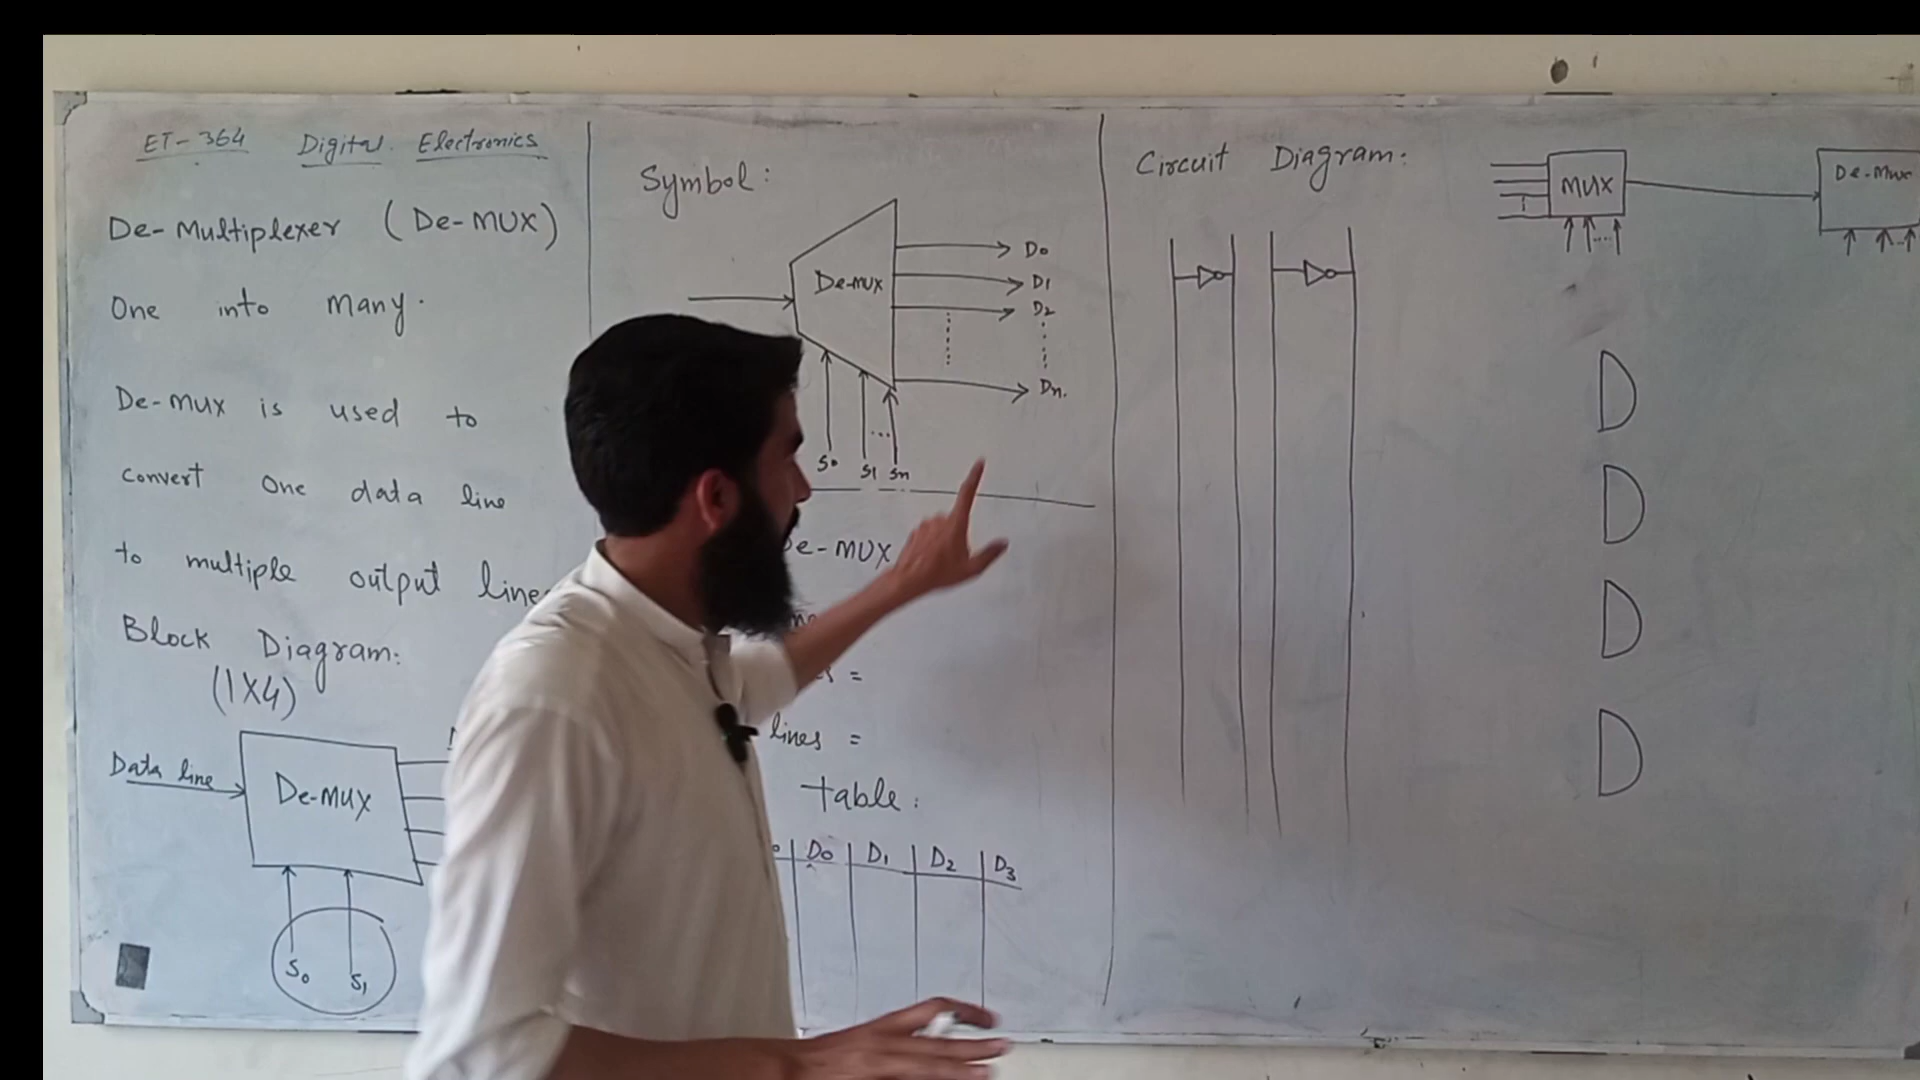 ET-364 Digital Electronics
De-Multiplexer (De-MUX)
One into many.
De-MUX is used to
convert one data line
to multiple output
Block Diagram:
(1X4)
Data line
De-MUX
S0 S1
Symbol:
De-MUX
D0
D1
D2
Dn.
S0 S1 Sn
De-MUX
=
lines =
table:
D0 D1 D2 D3
Circuit Diagram:
MUX
De-Mux